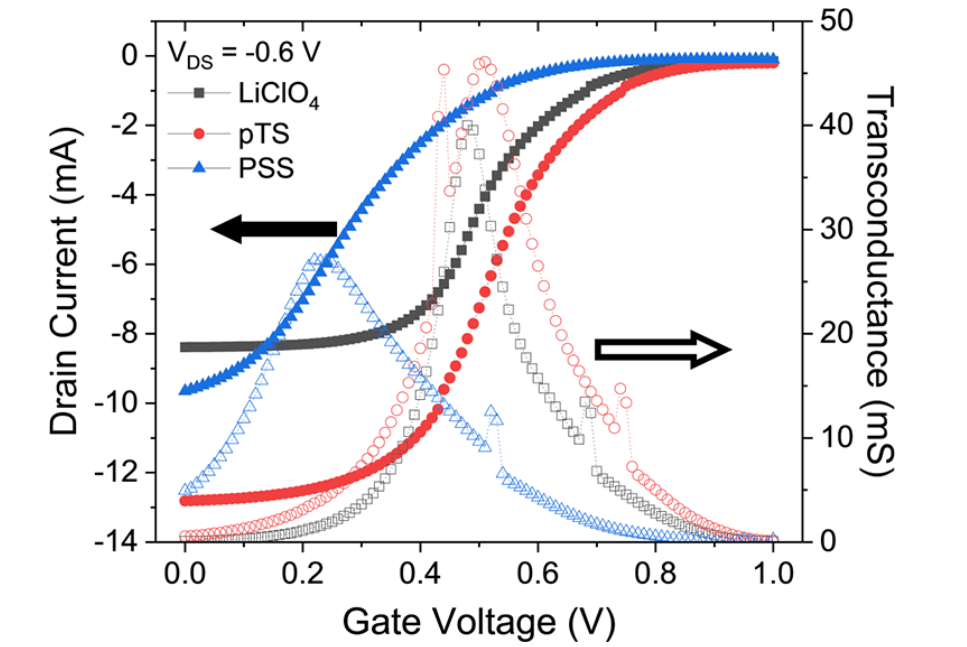 V_DS = -0.6 V
LiClO₄
pTS
PSS
Drain Current (mA)
0
-2
-4
-6
-8
-10
-12
-14
Transconductance (mS)
50
40
30
20
10
0
0.0 0.2 0.4 0.6 0.8 1.0
Gate Voltage (V)